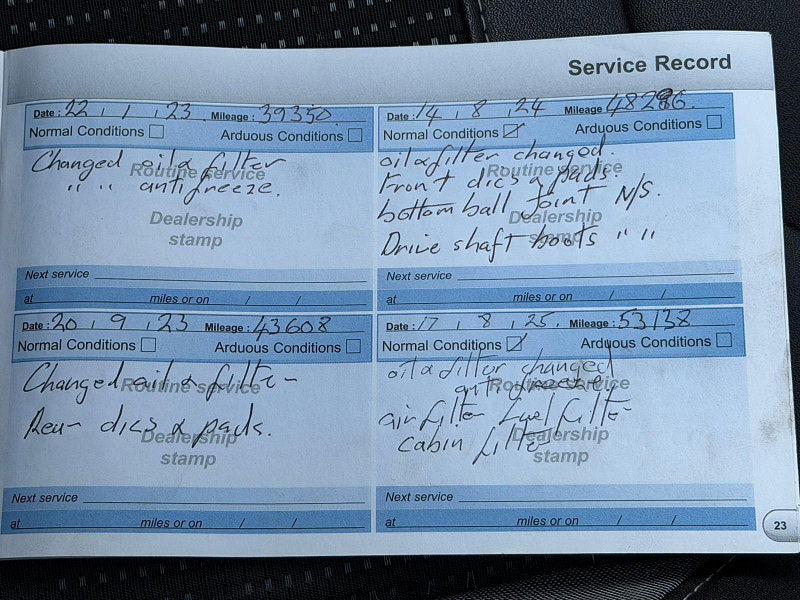 Service Record
Date : 22 , 1 , 23 Mileage : 39350.
Normal Conditions Arduous Conditions
Changed oil & filter
Routine service
" " antifreeze.
Dealership
stamp
Next service
at miles or on / /
Date : 14 , 8 , 24 Mileage
Normal Conditions Arduous Conditions
oil & filter changed.
Routine service
Front dics & pads.
bottom ball joint N/S.
Dealership
stamp
Drive shaft boots " "
Next service
at miles or on / /
Date : 20 , 9 , 23 Mileage : 43608
Normal Conditions Arduous Conditions
Changed oil & filter
Routine service
Rear dics & pads.
Dealership
stamp
Next service
at miles or on / /
Date : 17 , 8 , 25. Mileage : 53138
Normal Conditions Arduous Conditions
oil & filter changed
antifreeze.
Routine service
air filter fuel filter
cabin filter
Dealership
stamp
Next service
at miles or on / /
23